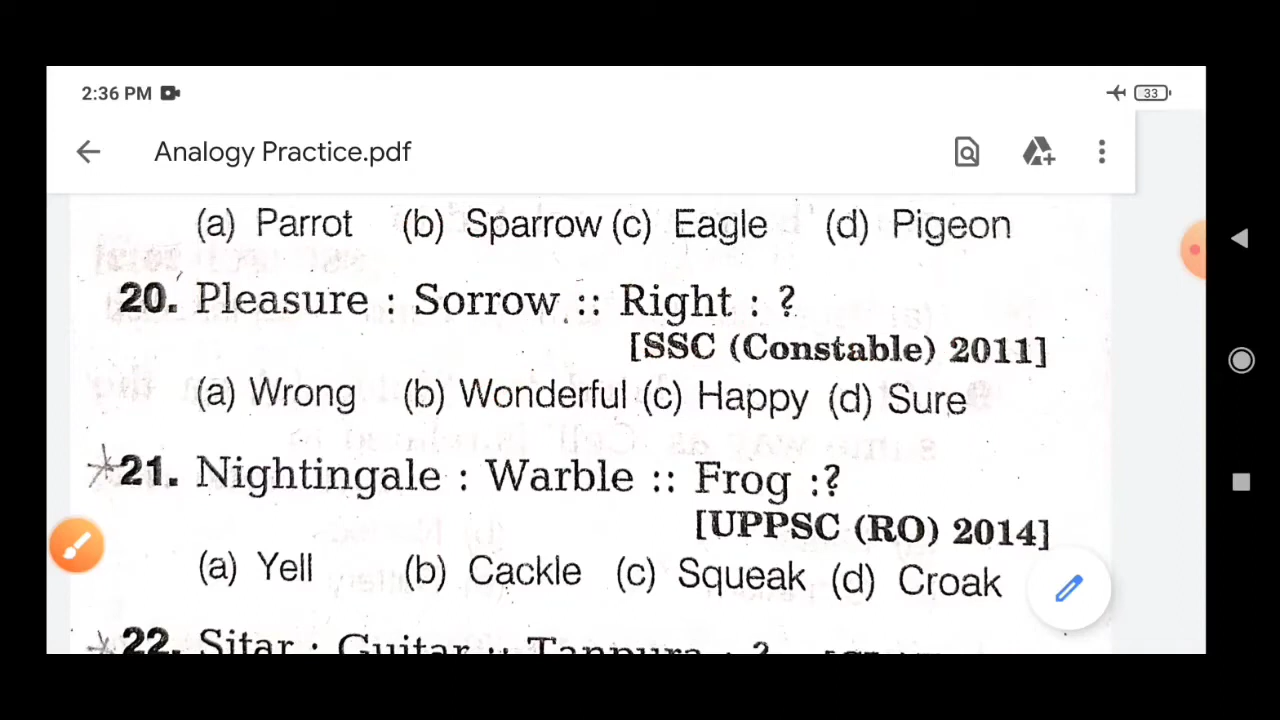 2:36 PM
33
Analogy Practice.pdf
(a) Parrot (b) Sparrow (c) Eagle (d) Pigeon
20. Pleasure : Sorrow :: Right : ?
[SSC (Constable) 2011]
(a) Wrong (b) Wonderful (c) Happy (d) Sure
*21. Nightingale : Warble :: Frog :?
[UPPSC (RO) 2014]
(a) Yell (b) Cackle (c) Squeak (d) Croak
*22. Sitar : Guitar :: Tanpura : ?